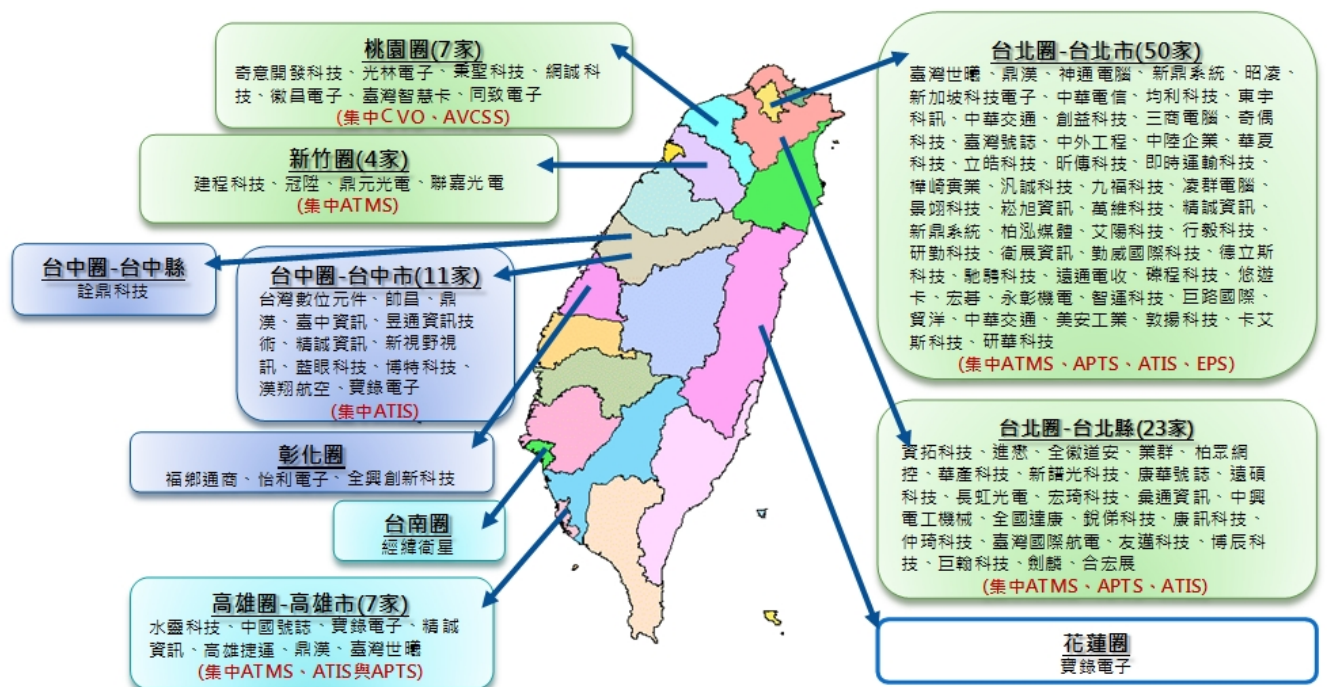 桃園圈(7家)
奇意開發科技、光林電子、秉聖科技、網誠科
技、徽昌電子、臺灣智慧卡、同致電子
(集中CVO、AVCSS)
新竹圈(4家)
建程科技、冠陞、鼎元光電、聯嘉光電
(集中ATMS)
台中圈-台中縣
詮鼎科技
台中圈-台中市(11家)
台灣數位元件、帥昌、鼎
漢、臺中資訊、昱通資訊技
術、精誠資訊、新視野視
訊、藍眼科技、博特科技、
漢翔航空、寶錄電子
(集中ATIS)
彰化圈
福鄉通商、怡利電子、全興創新科技
台南圈
經緯衛星
高雄圈-高雄市(7家)
水靈科技、中國號誌、寶錄電子、精誠
資訊、高雄捷運、鼎漢、臺灣世曦
(集中ATMS、ATIS與APTS)
台北圈-台北市(50家)
臺灣世曦、鼎漢、神通電腦、新鼎系統、昭凌、
新加坡科技電子、中華電信、均利科技、東宇
科訊、中華交通、創益科技、三商電腦、奇偶
科技、臺灣號誌、中外工程、中陸企業、華夏
科技、立皓科技、昕傳科技、即時運輸科技、
樺崎實業、汎誠科技、九福科技、凌群電腦、
景翊科技、崧旭資訊、萬維科技、精誠資訊、
新鼎系統、柏泓媒體、艾陽科技、行毅科技、
研勤科技、衛展資訊、勤崴國際科技、德立斯
科技、馳騁科技、遠通電收、磔程科技、悠遊
卡、宏碁、永彰機電、智運科技、巨路國際、
貿洋、中華交通、美安工業、敦揚科技、卡艾
斯科技、研華科技
(集中ATMS、APTS、ATIS、EPS)
台北圈-台北縣(23家)
資拓科技、進懋、全徽道安、業群、柏眾網
控、華產科技、新譜光科技、康華號誌、遠碩
科技、長虹光電、宏琦科技、彙通資訊、中興
電工機械、全國達康、銳俤科技、康訊科技、
仲琦科技、臺灣國際航電、友邁科技、博辰科
技、巨翰科技、劍麟、合宏展
(集中ATMS、APTS、ATIS)
花蓮圈
寶錄電子